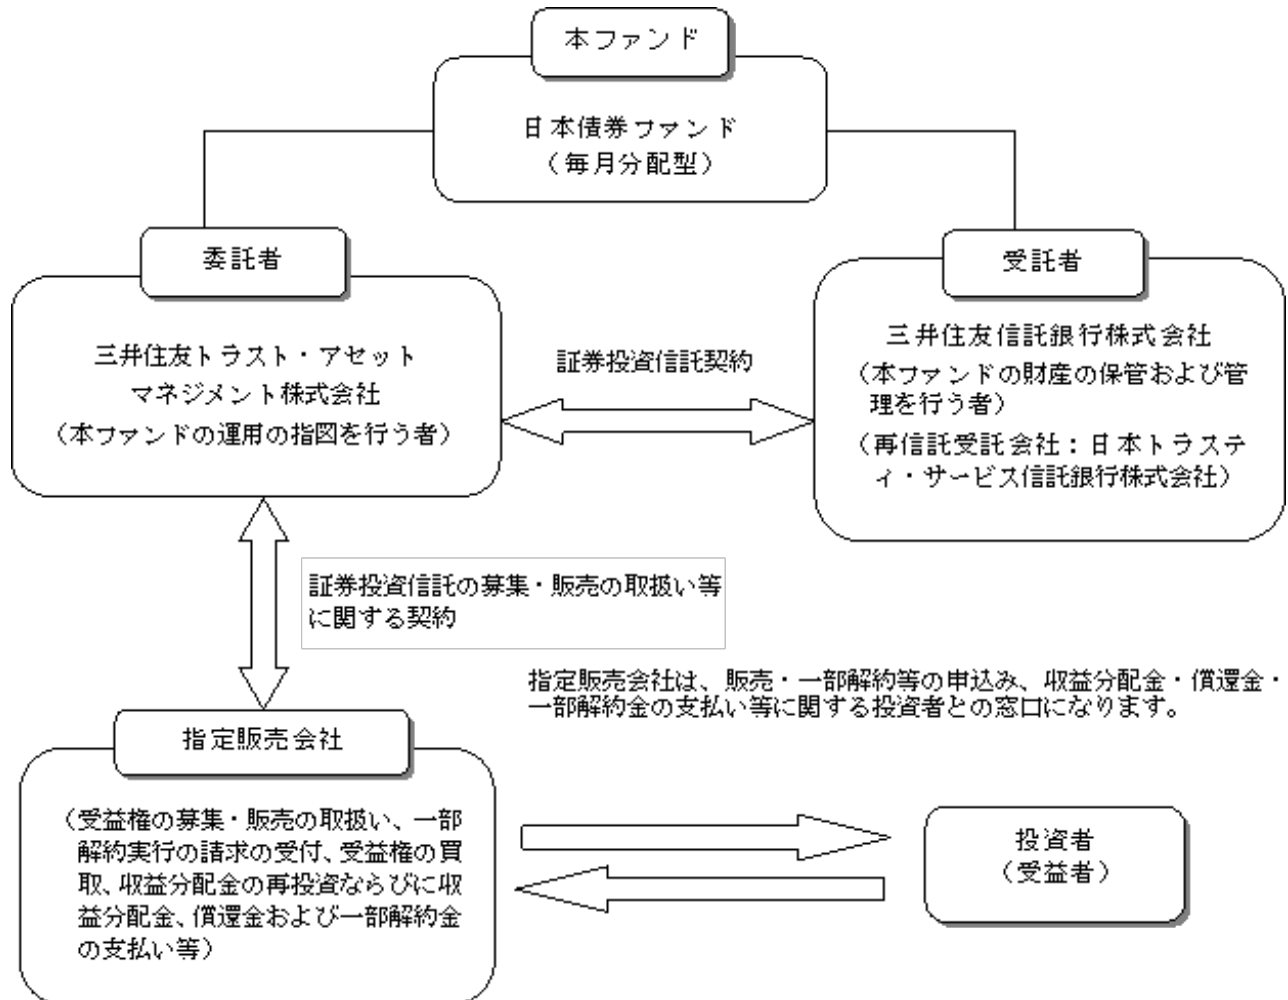 本ファンド
日本債券ファンド
（毎月分配型）
委託者
三井住友トラスト・アセット
マネジメント株式会社
（本ファンドの運用の指図を行う者）
証券投資信託契約
受託者
三井住友信託銀行株式会社
（本ファンドの財産の保管および管
理を行う者）
（再信託受託会社：日本トラステ
ィ・サービス信託銀行株式会社）
証券投資信託の募集・販売の取扱い等
に関する契約
指定販売会社は、販売・一部解約等の申込み、収益分配金・償還金・
一部解約金の支払い等に関する投資者との窓口になります。
指定販売会社
（受益権の募集・販売の取扱い、一部
解約実行の請求の受付、受益権の買
取、収益分配金の再投資ならびに収
益分配金、償還金および一部解約金
の支払い等）
投資者
（受益者）